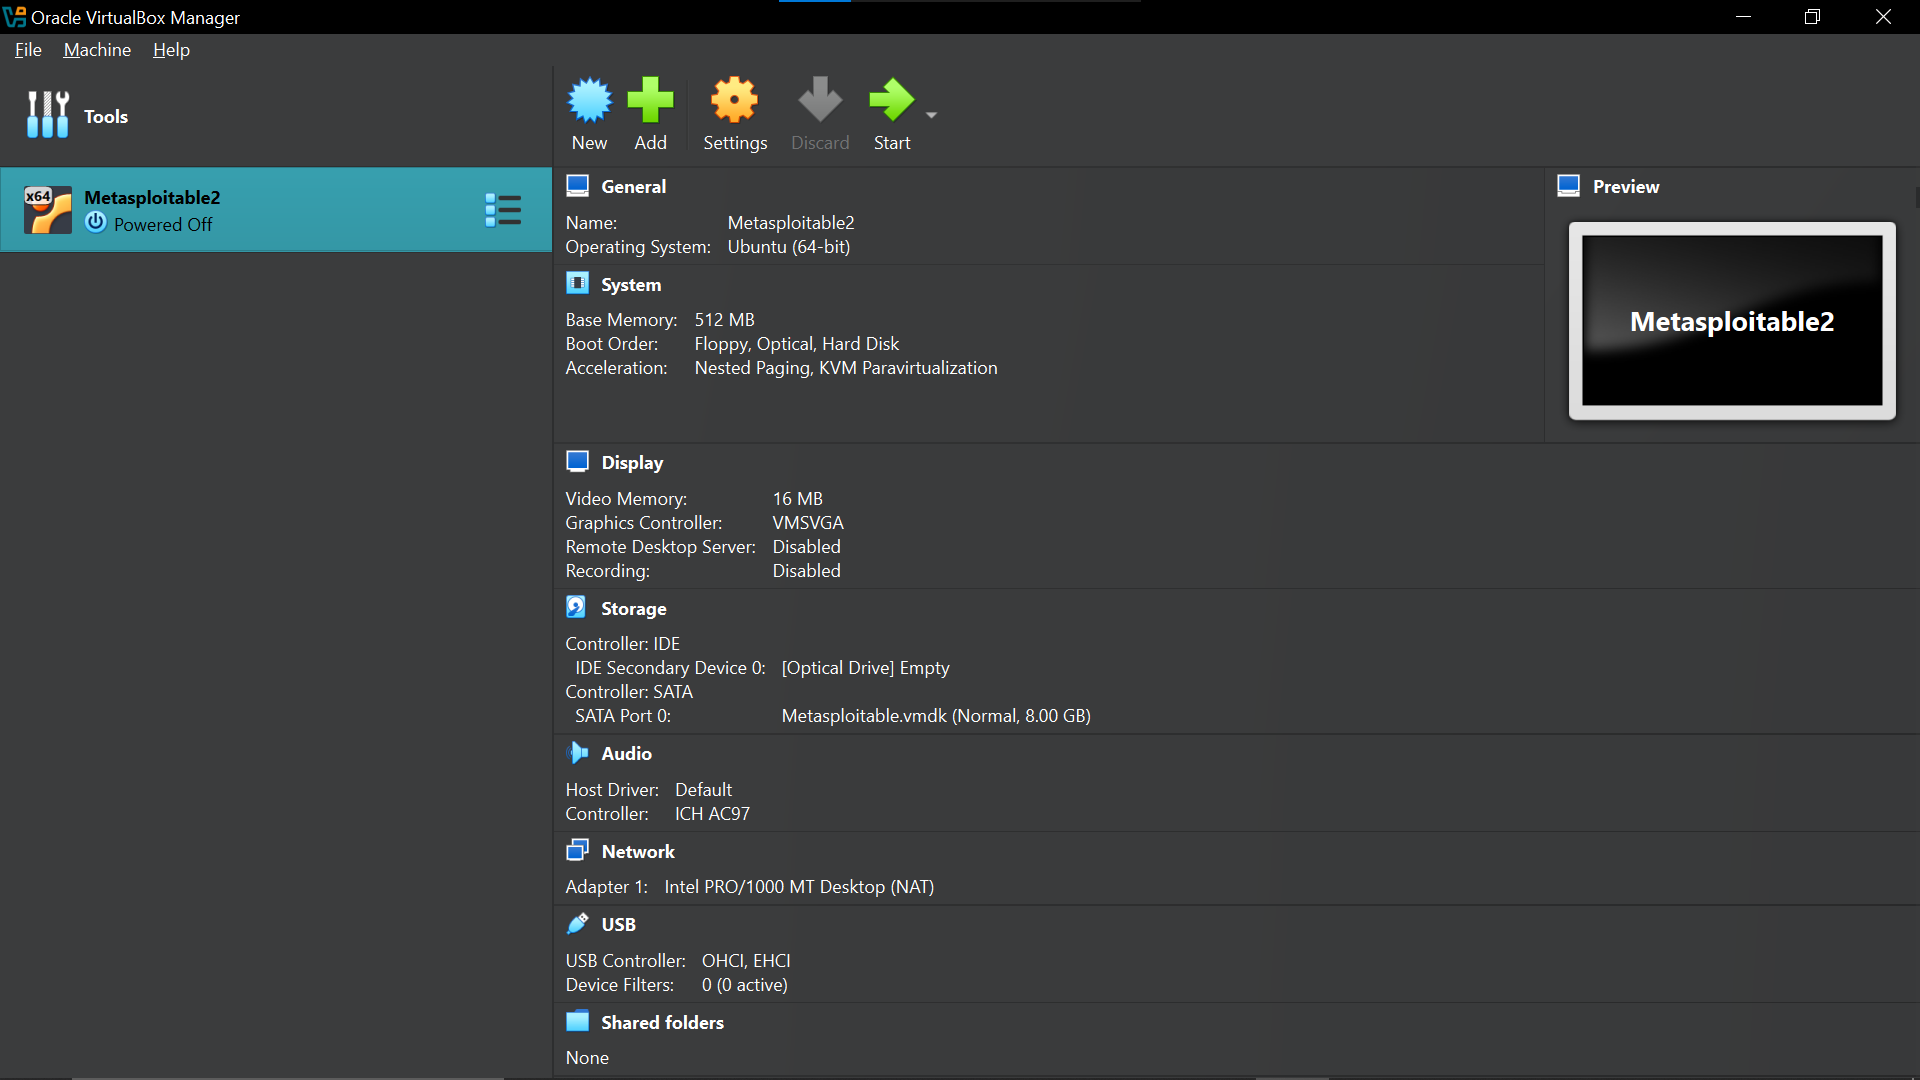 Oracle VirtualBox Manager
File Machine Help
Tools
New Add Settings Discard Start
x64
Metasploitable2
Powered Off
General
Name: Metasploitable2
Operating System: Ubuntu (64-bit)
Preview
Metasploitable2
System
Base Memory: 512 MB
Boot Order: Floppy, Optical, Hard Disk
Acceleration: Nested Paging, KVM Paravirtualization
Display
Video Memory: 16 MB
Graphics Controller: VMSVGA
Remote Desktop Server: Disabled
Recording: Disabled
Storage
Controller: IDE
IDE Secondary Device 0: [Optical Drive] Empty
Controller: SATA
SATA Port 0: Metasploitable.vmdk (Normal, 8.00 GB)
Audio
Host Driver: Default
Controller: ICH AC97
Network
Adapter 1: Intel PRO/1000 MT Desktop (NAT)
USB
USB Controller: OHCI, EHCI
Device Filters: 0 (0 active)
Shared folders
None